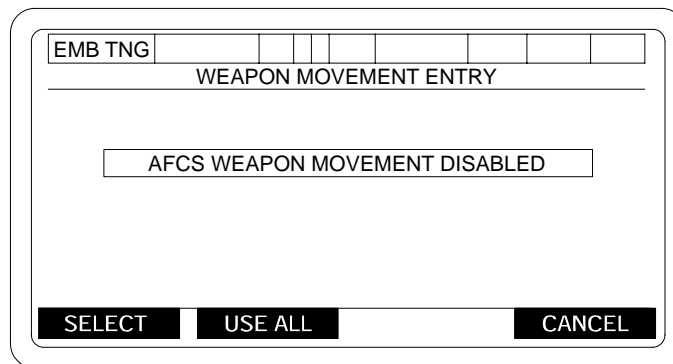 EMB TNG
WEAPON MOVEMENT ENTRY
AFCS WEAPON MOVEMENT DISABLED
SELECT USE ALL CANCEL